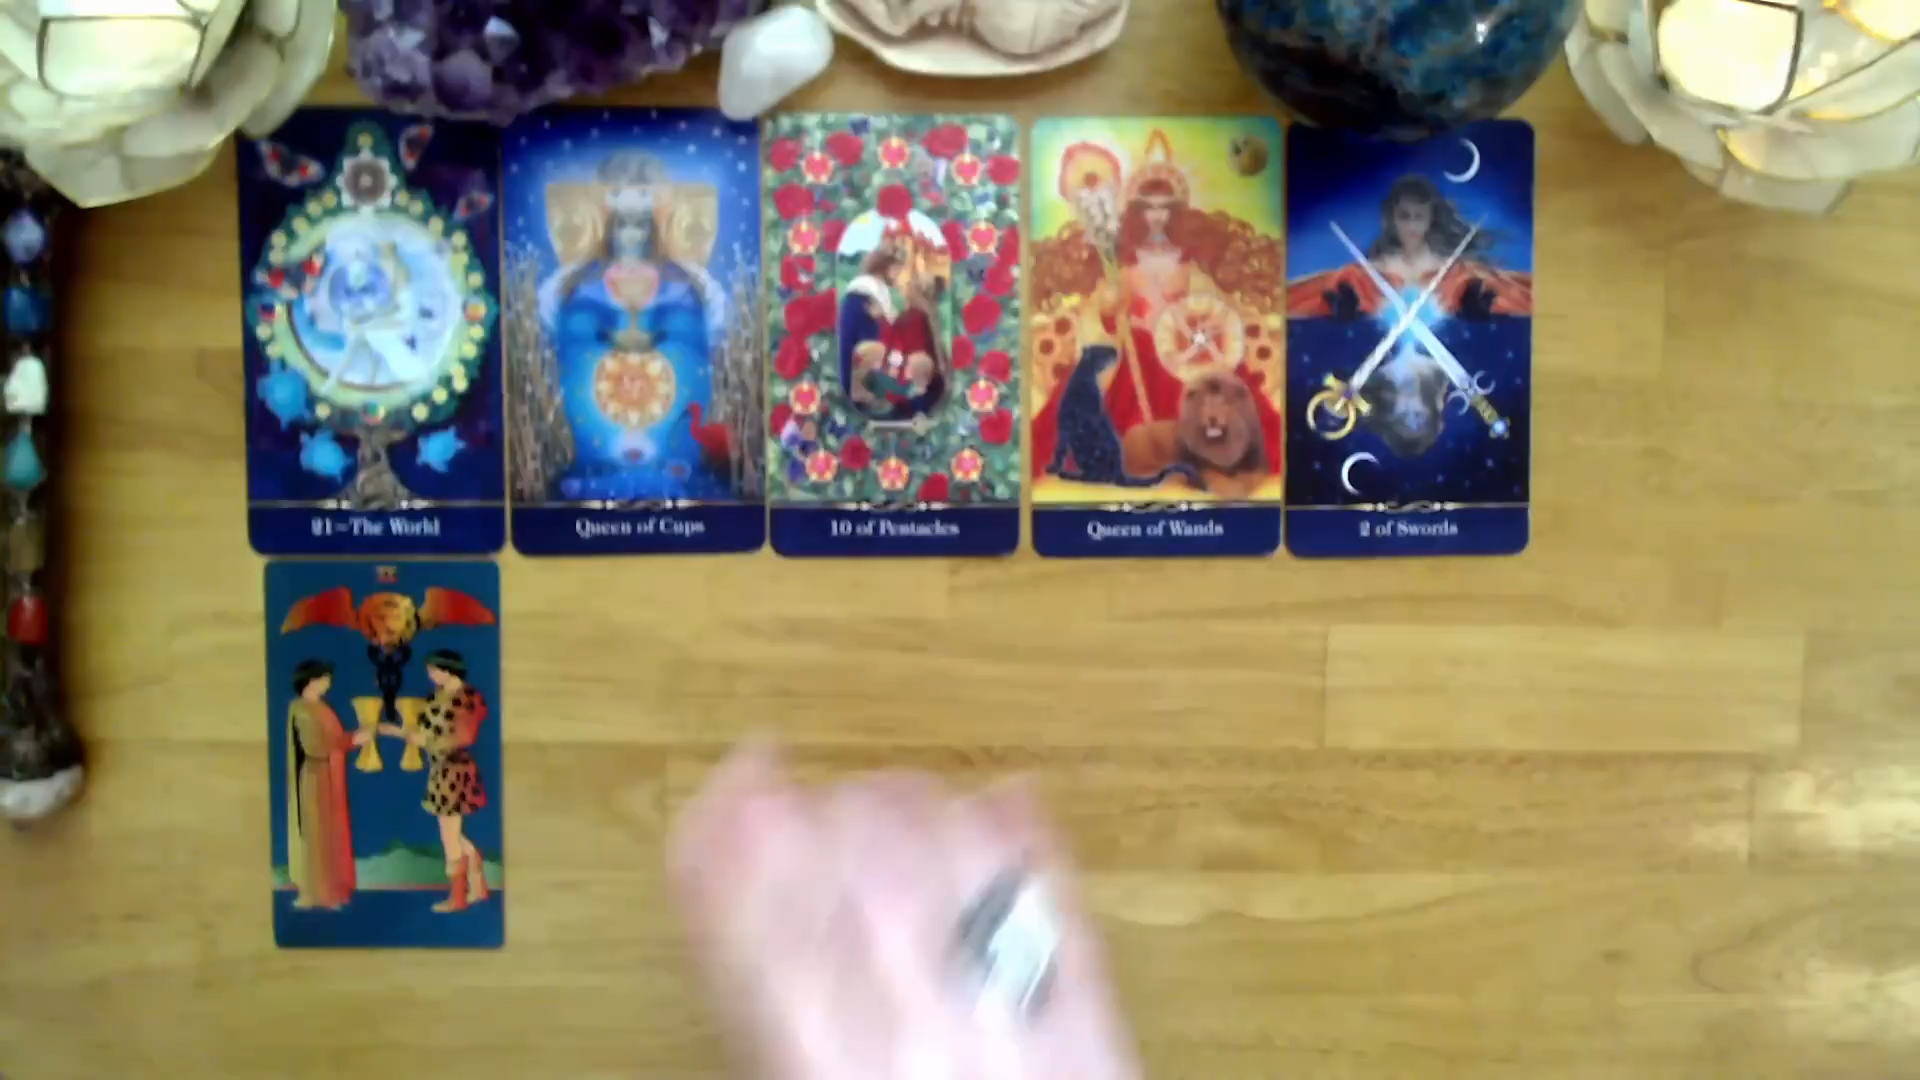 21~The World
Queen of Cups
10 of Pentacles
Queen of Wands
2 of Swords
II